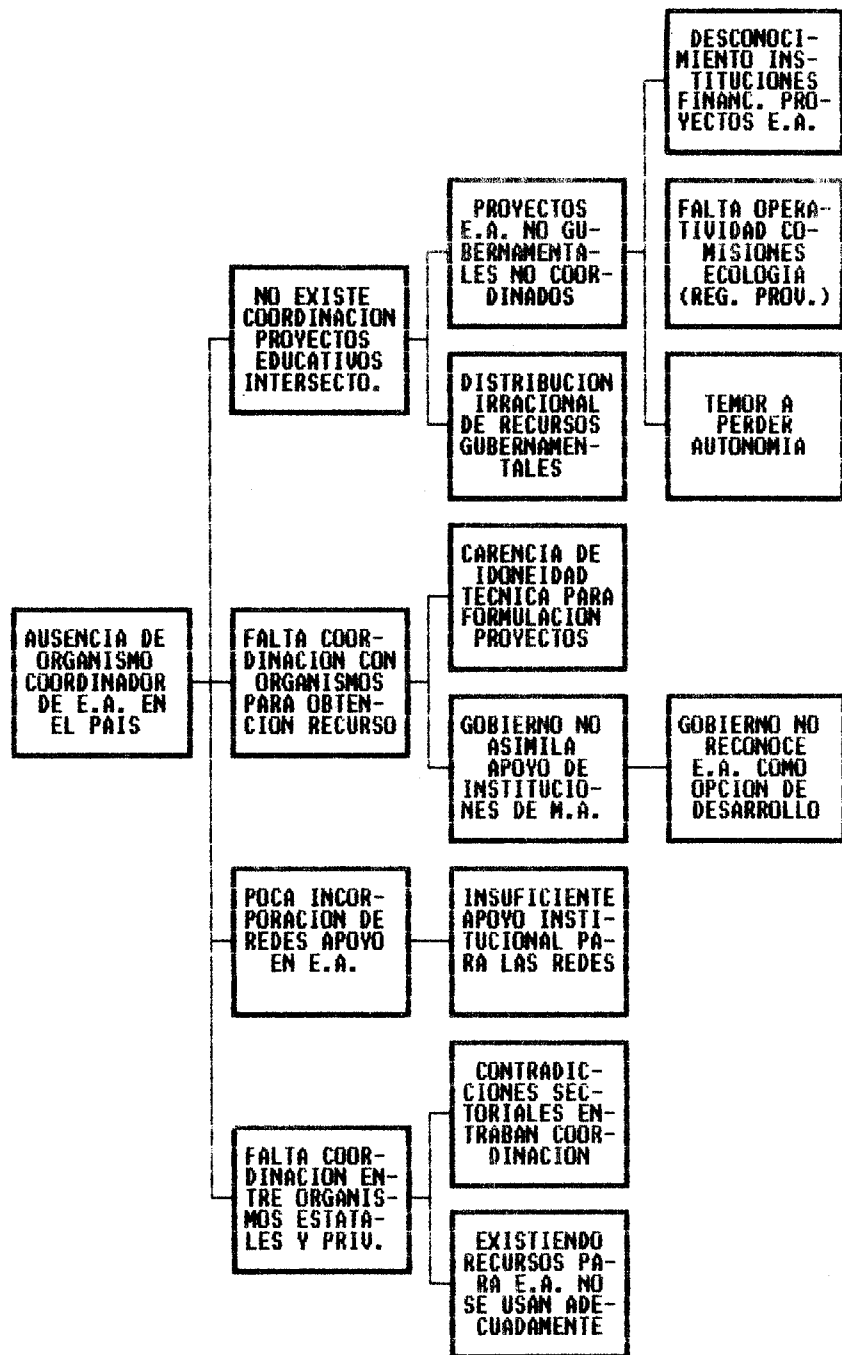 AUSENCIA DE
ORGANISMO
COORDINADOR
DE E.A. EN
EL PAIS
NO EXISTE
COORDINACION
PROYECTOS
EDUCATIVOS
INTERSECTO.
PROYECTOS
E.A. NO GU-
BERNAMENTA-
LES NO COOR-
DINADOS
DESCONOCI-
MIENTO INS-
TITUCIONES
FINANC. PRO-
YECTOS E.A.
FALTA OPERA-
TIVIDAD CO-
MISIONES
ECOLOGIA
(REG. PROV.)
TEMOR A
PERDER
AUTONOMIA
DISTRIBUCION
IRRACIONAL
DE RECURSOS
GUBERNAMEN-
TALES
FALTA COOR-
DINACION CON
ORGANISMOS
PARA OBTEN-
CION RECURSO
CARENCIA DE
IDONEIDAD
TECNICA PARA
FORMULACION
PROYECTOS
GOBIERNO NO
ASIMILA
APOYO DE
INSTITUCIO-
NES DE M.A.
GOBIERNO NO
RECONOCE
E.A. COMO
OPCION DE
DESARROLLO
POCA INCOR-
PORACION DE
REDES APOYO
EN E.A.
INSUFICIENTE
APOYO INSTI-
TUCIONAL PA-
RA LAS REDES
FALTA COOR-
DINACION EN-
TRE ORGANIS-
MOS ESTATA-
LES Y PRIV.
CONTRADIC-
CIONES SEC-
TORIALES EN-
TRABAN COOR-
DINACION
EXISTIENDO
RECURSOS PA-
RA E.A. NO
SE USAN ADE-
CUADAMENTE